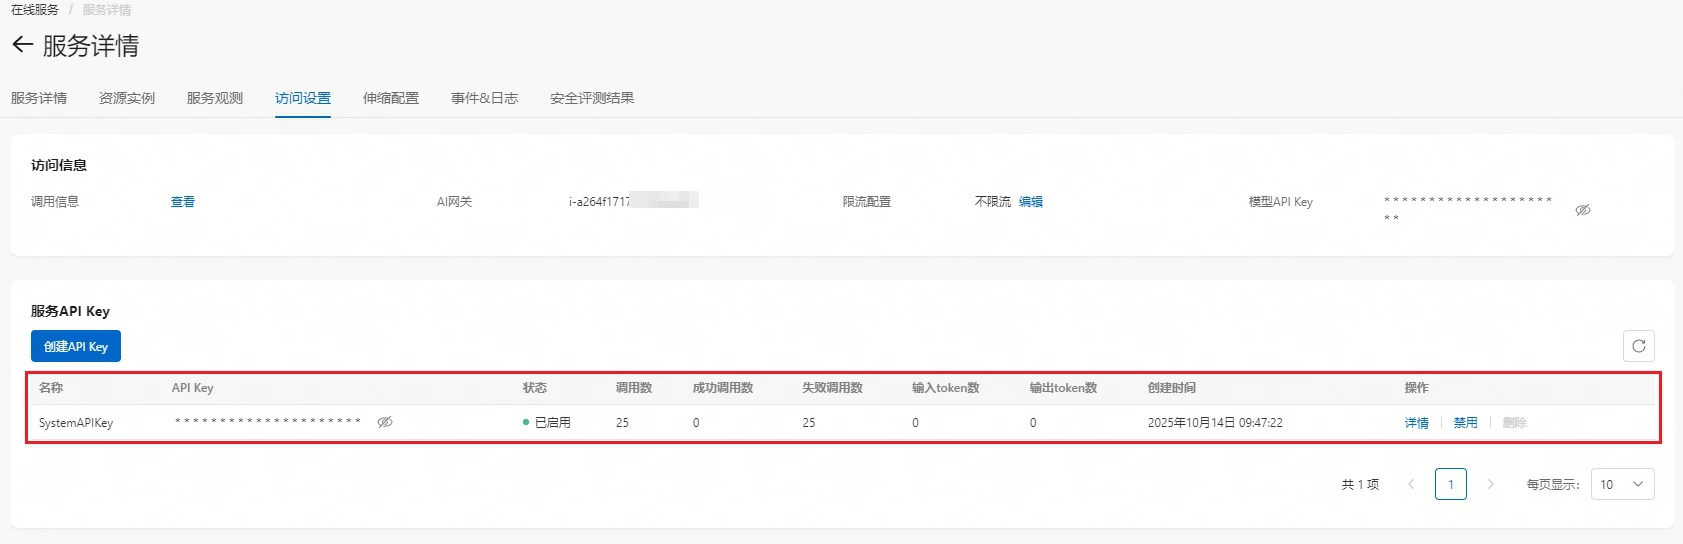 在线服务 / 服务详情
← 服务详情
服务详情 资源实例 服务观测 访问设置 伸缩配置 事件&日志 安全评测结果
访问信息
调用信息 查看 AI网关 i-a264f1717 限流配置 不限流 编辑 模型API Key * * * * * * * * * * * * * * * * * * *
* *
服务API Key
创建API Key
名称 API Key 状态 调用数 成功调用数 失败调用数 输入token数 输出token数 创建时间 操作
SystemAPIKey * * * * * * * * * * * * * * * * * * * * * 已启用 25 0 25 0 0 2025年10月14日 09:47:22 详情 禁用 删除
共 1 项 < 1 > 每页显示: 10